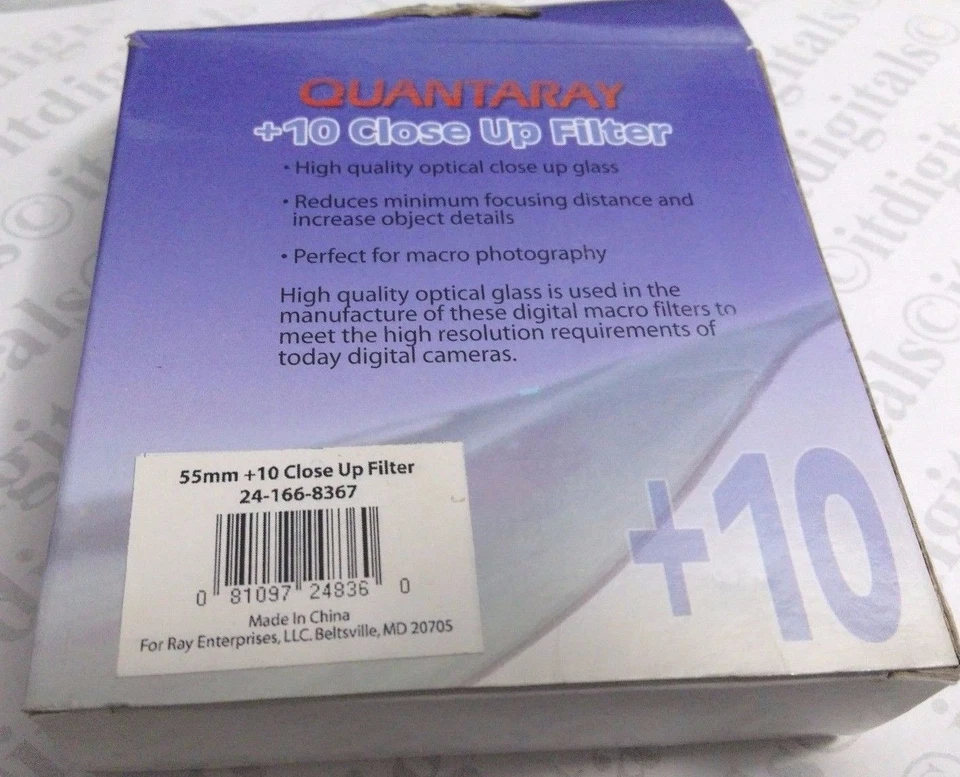 QUANTARAY
+10 Close Up Filter
• High quality optical close up glass
• Reduces minimum focusing distance and
increase object details
• Perfect for macro photography
High quality optical glass is used in the
manufacture of these digital macro filters to
meet the high resolution requirements of
today digital cameras.
55mm +10 Close Up Filter
24-166-8367
0 81097 24836 0
Made In China
For Ray Enterprises, LLC. Beltsville, MD 20705
+10
©itdigitals©
©itdigitals©